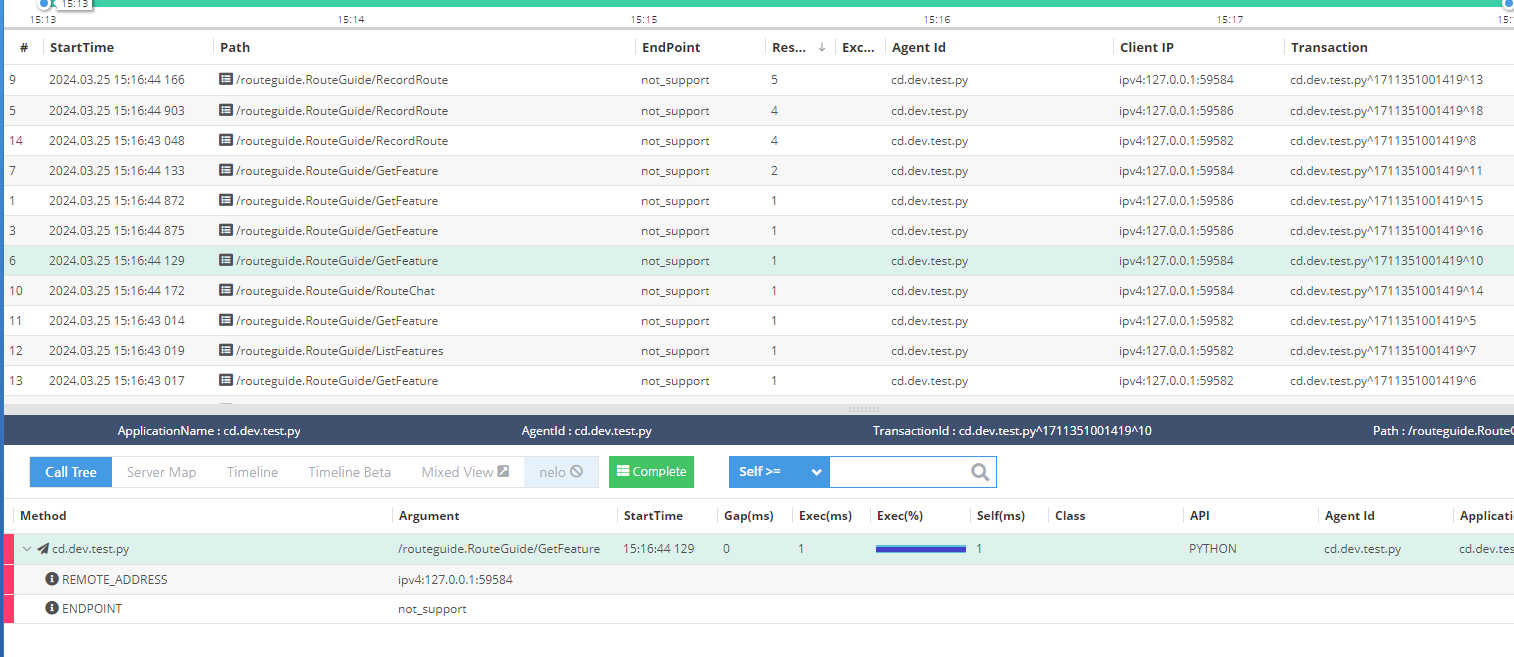 15:13
15:13 15:14 15:15 15:16 15:17
# StartTime Path EndPoint Res... Exc... Agent Id Client IP Transaction
9 2024.03.25 15:16:44 166 /routeguide.RouteGuide/RecordRoute not_support 5 cd.dev.test.py ipv4:127.0.0.1:59584 cd.dev.test.py^1711351001419^13
5 2024.03.25 15:16:44 903 /routeguide.RouteGuide/RecordRoute not_support 4 cd.dev.test.py ipv4:127.0.0.1:59586 cd.dev.test.py^1711351001419^18
14 2024.03.25 15:16:43 048 /routeguide.RouteGuide/RecordRoute not_support 4 cd.dev.test.py ipv4:127.0.0.1:59582 cd.dev.test.py^1711351001419^8
7 2024.03.25 15:16:44 133 /routeguide.RouteGuide/GetFeature not_support 2 cd.dev.test.py ipv4:127.0.0.1:59584 cd.dev.test.py^1711351001419^11
1 2024.03.25 15:16:44 872 /routeguide.RouteGuide/GetFeature not_support 1 cd.dev.test.py ipv4:127.0.0.1:59586 cd.dev.test.py^1711351001419^15
3 2024.03.25 15:16:44 875 /routeguide.RouteGuide/GetFeature not_support 1 cd.dev.test.py ipv4:127.0.0.1:59586 cd.dev.test.py^1711351001419^16
6 2024.03.25 15:16:44 129 /routeguide.RouteGuide/GetFeature not_support 1 cd.dev.test.py ipv4:127.0.0.1:59584 cd.dev.test.py^1711351001419^10
10 2024.03.25 15:16:44 172 /routeguide.RouteGuide/RouteChat not_support 1 cd.dev.test.py ipv4:127.0.0.1:59584 cd.dev.test.py^1711351001419^14
11 2024.03.25 15:16:43 014 /routeguide.RouteGuide/GetFeature not_support 1 cd.dev.test.py ipv4:127.0.0.1:59582 cd.dev.test.py^1711351001419^5
12 2024.03.25 15:16:43 019 /routeguide.RouteGuide/ListFeatures not_support 1 cd.dev.test.py ipv4:127.0.0.1:59582 cd.dev.test.py^1711351001419^7
13 2024.03.25 15:16:43 017 /routeguide.RouteGuide/GetFeature not_support 1 cd.dev.test.py ipv4:127.0.0.1:59582 cd.dev.test.py^1711351001419^6
ApplicationName : cd.dev.test.py AgentId : cd.dev.test.py TransactionId : cd.dev.test.py^1711351001419^10 Path : /routeguide.Route
Call Tree Server Map Timeline Timeline Beta Mixed View nelo Complete Self >=
Method Argument StartTime Gap(ms) Exec(ms) Exec(%) Self(ms) Class API Agent Id Applicati
cd.dev.test.py /routeguide.RouteGuide/GetFeature 15:16:44 129 0 1 1 PYTHON cd.dev.test.py cd.dev.tes
REMOTE_ADDRESS ipv4:127.0.0.1:59584
ENDPOINT not_support